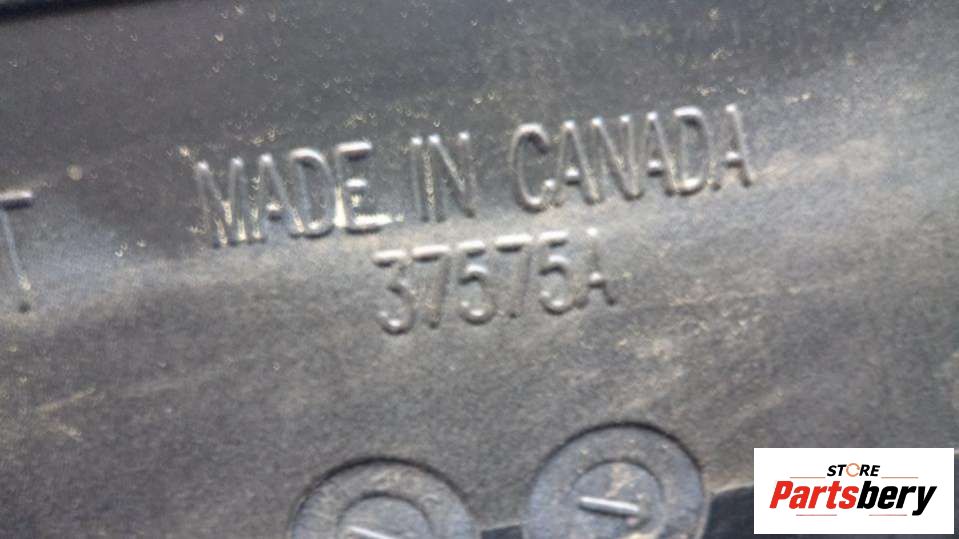 T
MADE IN CANADA
37575A
STORE
Partsbery